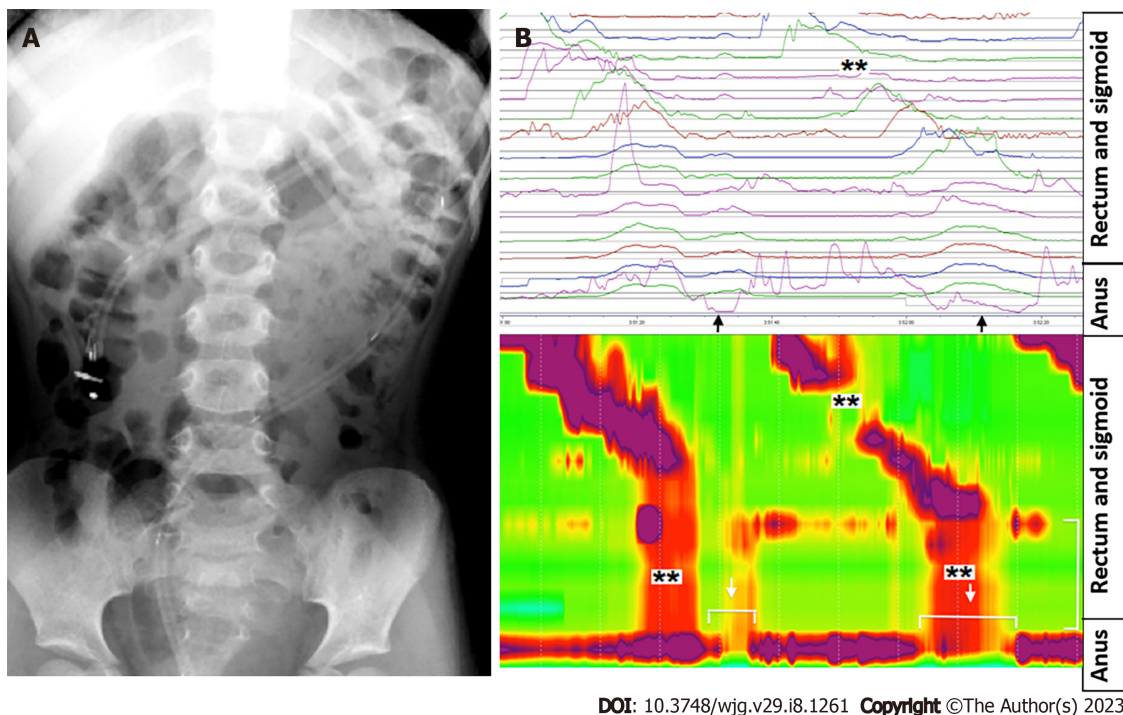 A
B
**
Rectum and sigmoid
Anus
3:51:20
3:51:40
3:52:00
3:52:20
**
**
**
Rectum and sigmoid
Anus
DOI: 10.3748/wjg.v29.i8.1261 Copyright ©The Author(s) 2023